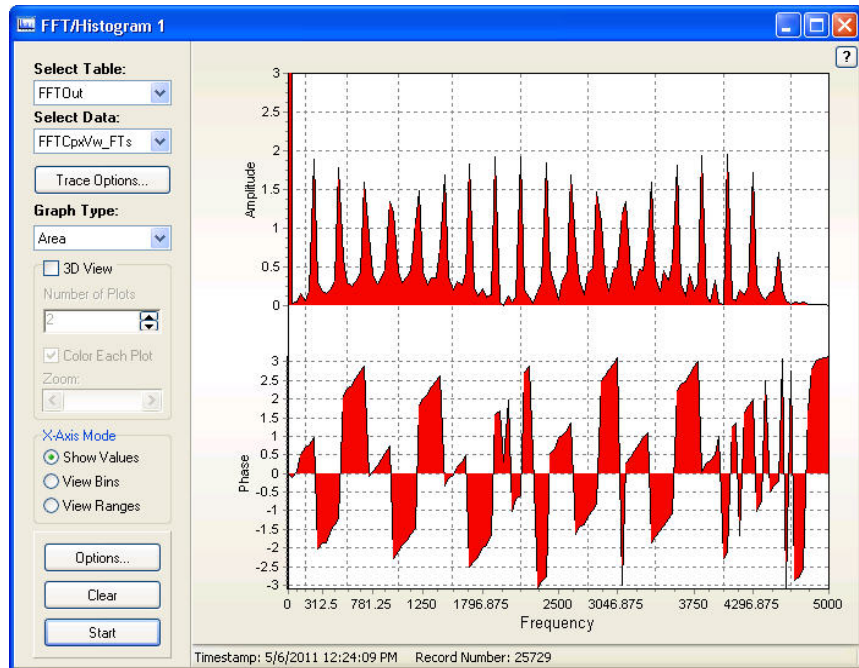 FFT/Histogram 1
?
Select Table:
FFTOut
Select Data:
FFTCpxVw_FTs
Trace Options...
Graph Type:
Area
3D View
Number of Plots
2
Color Each Plot
Zoom:
X-Axis Mode
Show Values
View Bins
View Ranges
Options...
Clear
Start
Amplitude
3
2.5
2
1.5
1
0.5
0
Phase
3
2.5
2
1.5
1
0.5
0
-0.5
-1
-1.5
-2
-2.5
-3
0 312.5 781.25 1250 1796.875 2500 3046.875 3750 4296.875 5000
Frequency
Timestamp: 5/6/2011 12:24:09 PM Record Number: 25729